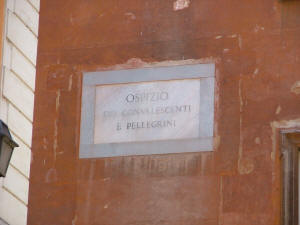 OSPIZIO
DEI CONVALESCENTI
E PELLEGRINI